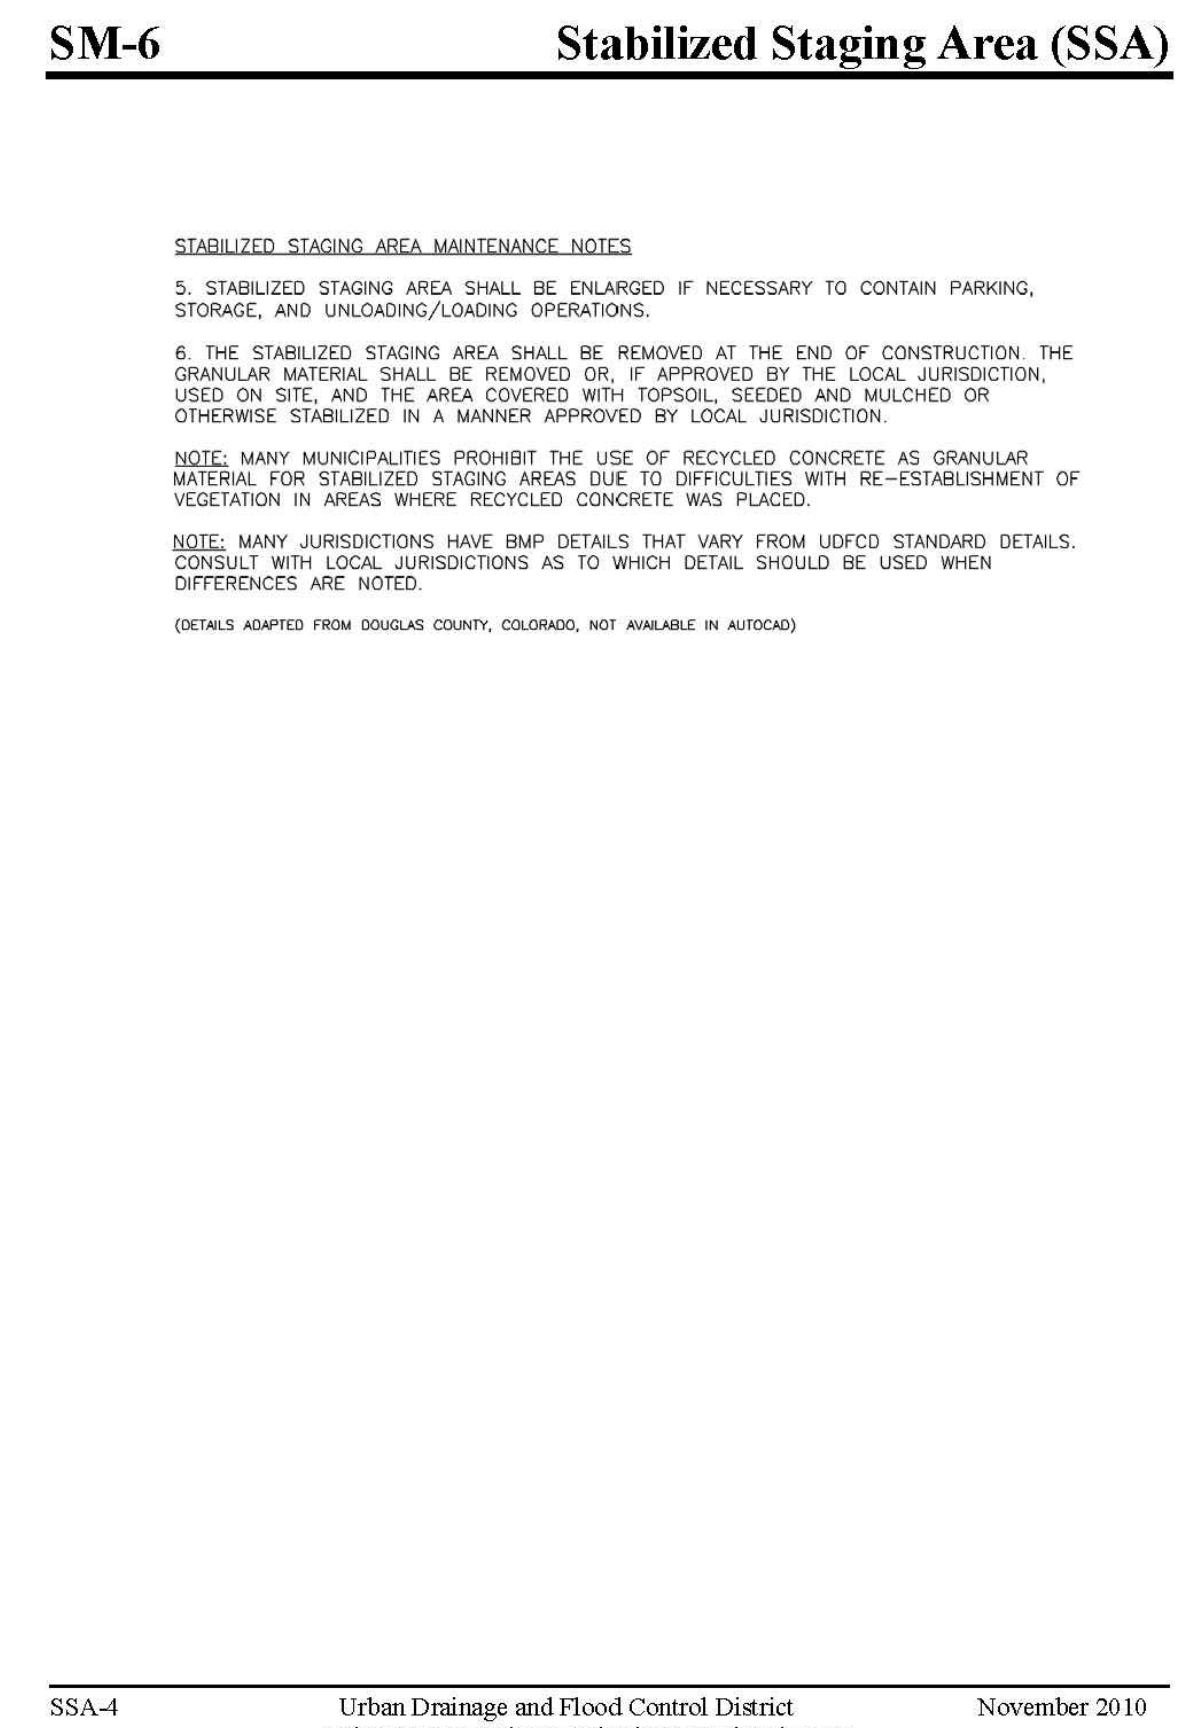 SM-6 Stabilized Staging Area (SSA)
STABILIZED STAGING AREA MAINTENANCE NOTES
5. STABILIZED STAGING AREA SHALL BE ENLARGED IF NECESSARY TO CONTAIN PARKING,
STORAGE, AND UNLOADING/LOADING OPERATIONS.
6. THE STABILIZED STAGING AREA SHALL BE REMOVED AT THE END OF CONSTRUCTION. THE
GRANULAR MATERIAL SHALL BE REMOVED OR, IF APPROVED BY THE LOCAL JURISDICTION,
USED ON SITE, AND THE AREA COVERED WITH TOPSOIL, SEEDED AND MULCHED OR
OTHERWISE STABILIZED IN A MANNER APPROVED BY LOCAL JURISDICTION.
NOTE: MANY MUNICIPALITIES PROHIBIT THE USE OF RECYCLED CONCRETE AS GRANULAR
MATERIAL FOR STABILIZED STAGING AREAS DUE TO DIFFICULTIES WITH RE-ESTABLISHMENT OF
VEGETATION IN AREAS WHERE RECYCLED CONCRETE WAS PLACED.
NOTE: MANY JURISDICTIONS HAVE BMP DETAILS THAT VARY FROM UDFCD STANDARD DETAILS.
CONSULT WITH LOCAL JURISDICTIONS AS TO WHICH DETAIL SHOULD BE USED WHEN
DIFFERENCES ARE NOTED.
(DETAILS ADAPTED FROM DOUGLAS COUNTY, COLORADO, NOT AVAILABLE IN AUTOCAD)
SSA-4 Urban Drainage and Flood Control District November 2010